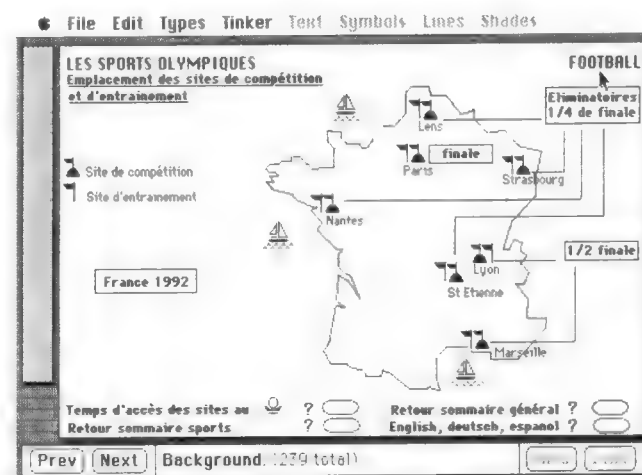 File Edit Types Tinker Text Symbols Lines Shades
LES SPORTS OLYMPIQUES
Emplacement des sites de compétition
et d'entrainement
FOOTBALL
Eliminatoires
1/4 de finale
Lens
Paris
finale
Strasbourg
Site de compétition
Site d'entrainement
Nantes
France 1992
Lyon
1/2 finale
St Etienne
Marseille
Temps d'accès des sites au ?
Retour sommaire général ?
Retour sommaire sports ?
English, deutsch, espanol ?
Prev Next Background. (239 total)